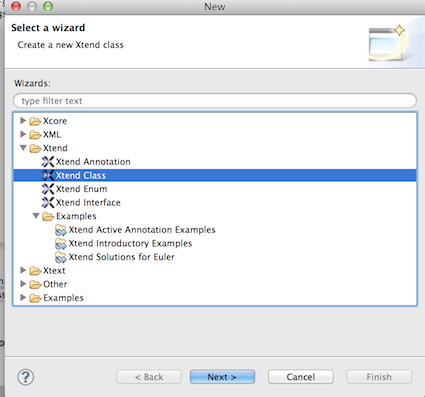 New
Select a wizard
Create a new Xtend class
Wizards:
type filter text
Xcore
XML
Xtend
Xtend Annotation
Xtend Class
Xtend Enum
Xtend Interface
Examples
Xtend Active Annotation Examples
Xtend Introductory Examples
Xtend Solutions for Euler
Xtext
Other
Examples
?
< Back
Next >
Cancel
Finish